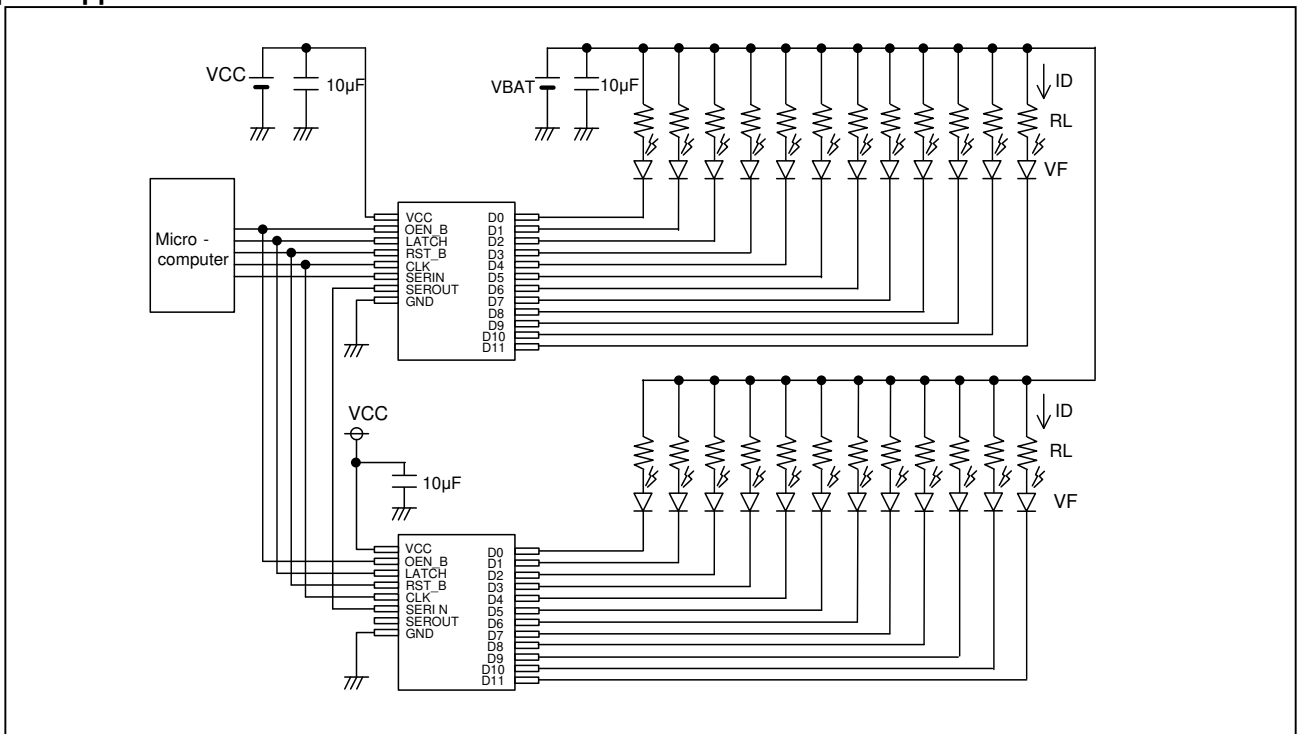 VCC
10µF
VBAT
10µF
ID
RL
VF
Micro -
computer
VCC
OEN_B
LATCH
RST_B
CLK
SERIN
SEROUT
GND
D0
D1
D2
D3
D4
D5
D6
D7
D8
D9
D10
D11
VCC
10µF
ID
RL
VF
VCC
OEN_B
LATCH
RST_B
CLK
SERI N
SEROUT
GND
D0
D1
D2
D3
D4
D5
D6
D7
D8
D9
D10
D11